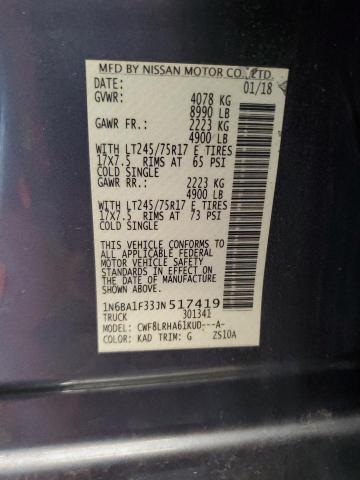 MFD BY NISSAN MOTOR CO., LTD.
DATE: 01/18
GVWR: 4078 KG
8990 LB
GAWR FR.: 2223 KG
4900 LB
WITH LT245/75R17 E TIRES
17X7.5 RIMS AT 65 PSI
COLD SINGLE
GAWR RR.: 2223 KG
4900 LB
WITH LT245/75R17 E TIRES
17X7.5 RIMS AT 73 PSI
COLD SINGLE
THIS VEHICLE CONFORMS TO
ALL APPLICABLE FEDERAL
MOTOR VEHICLE SAFETY
STANDARDS IN EFFECT ON
THE DATE OF MANUFACTURE
SHOWN ABOVE.
1N6BA1F33JN517419
TRUCK 301341
MODEL: CWF8LRHA61KUD---A-
COLOR: KAD TRIM: G ZS10A